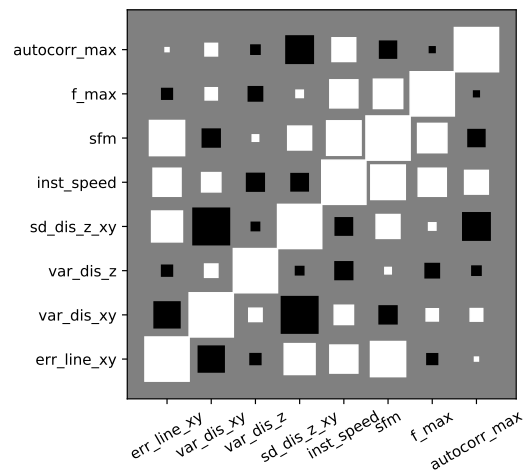 autocorr_max
f_max
sfm
inst_speed
sd_dis_z_xy
var_dis_z
var_dis_xy
err_line_xy
err_line_xy
var_dis_xy
var_dis_z
sd_dis_z_xy
inst_speed
sfm
f_max
autocorr_max